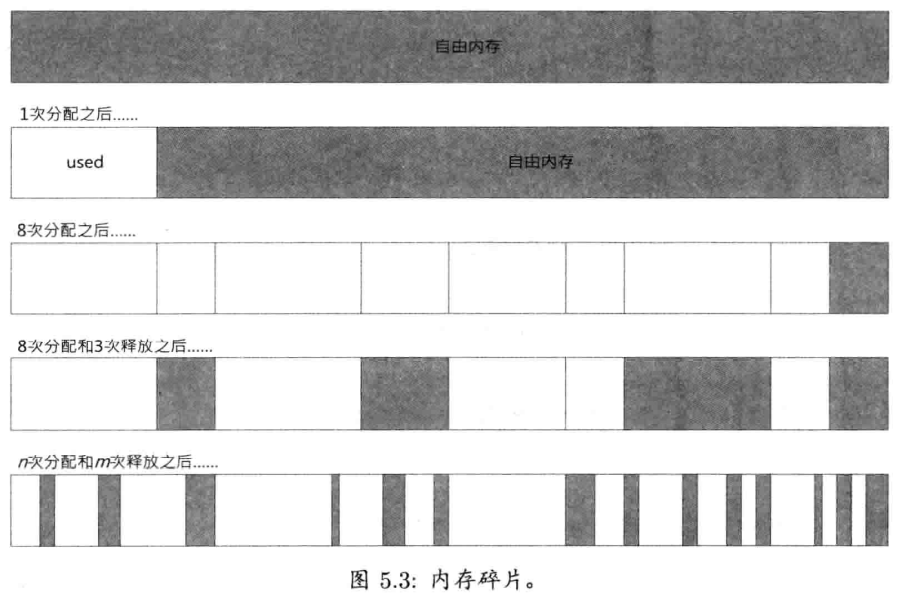 自由内存
1次分配之后......
used
自由内存
8次分配之后......
8次分配和3次释放之后......
n次分配和m次释放之后......
图 5.3: 内存碎片。